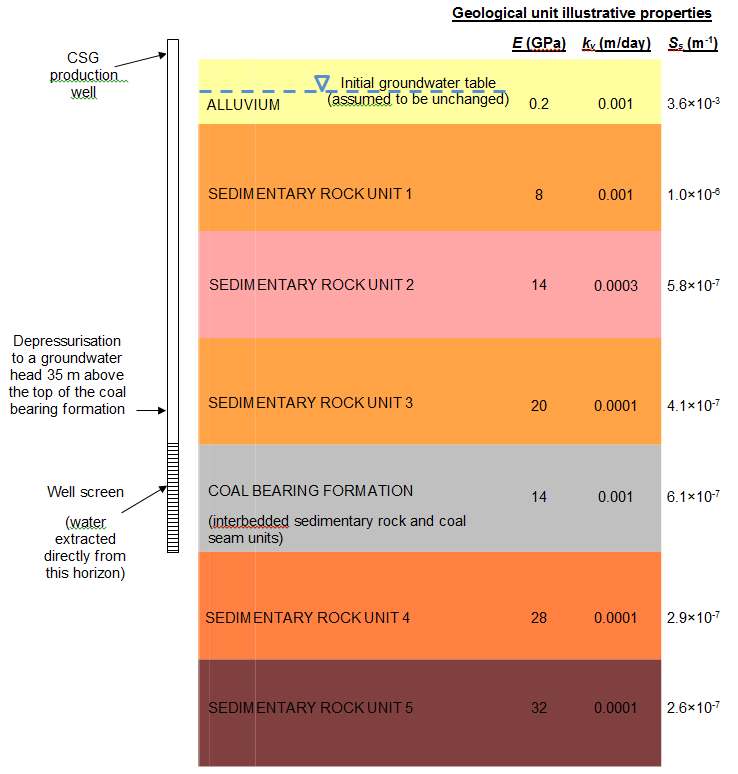 Geological unit illustrative properties
E (GPa) kv (m/day) Ss (m-1)
CSG
production
well
Initial groundwater table
(assumed to be unchanged)
ALLUVIUM 0.2 0.001 3.6×10-3
SEDIMENTARY ROCK UNIT 1 8 0.001 1.0×10-6
SEDIMENTARY ROCK UNIT 2 14 0.0003 5.8×10-7
Depressurisation
to a groundwater
head 35 m above
the top of the coal
bearing formation
SEDIMENTARY ROCK UNIT 3 20 0.0001 4.1×10-7
Well screen
(water
extracted
directly from
this horizon)
COAL BEARING FORMATION 14 0.001 6.1×10-7
(interbedded sedimentary rock and coal
seam units)
SEDIMENTARY ROCK UNIT 4 28 0.0001 2.9×10-7
SEDIMENTARY ROCK UNIT 5 32 0.0001 2.6×10-7